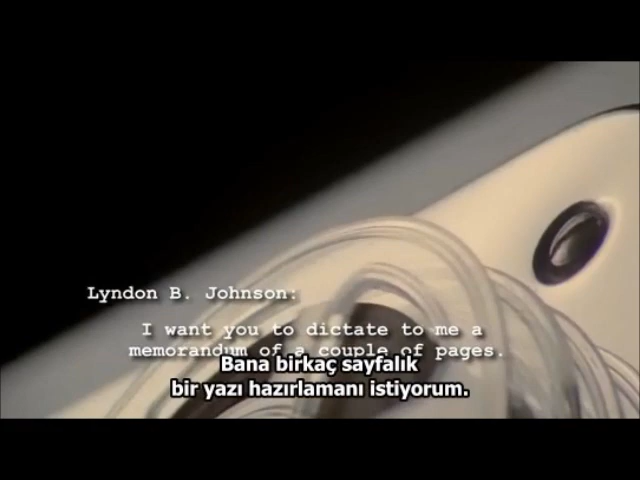 Lyndon B. Johnson:
I want you to dictate to me a
memorandum of a couple of pages.
Bana birkaç sayfalık
bir yazı hazırlamanı istiyorum.